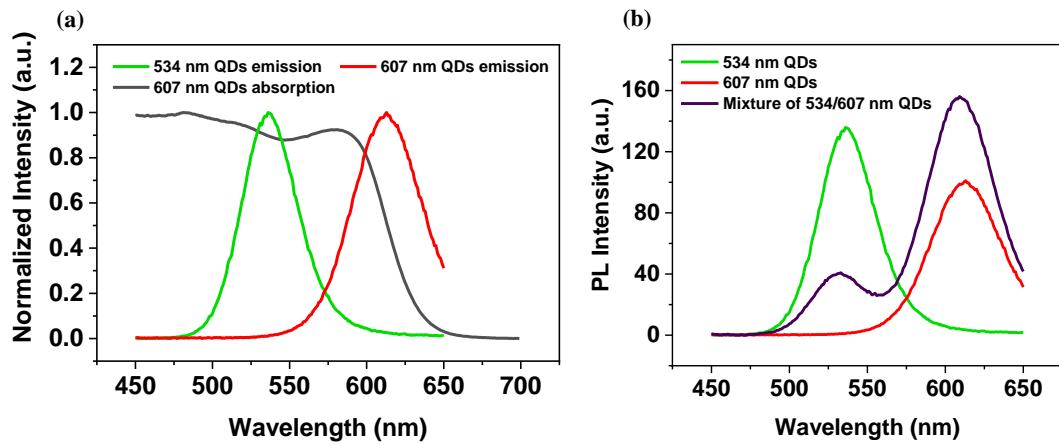 (a)
Normalized Intensity (a.u.)
1.2
1.0
0.8
0.6
0.4
0.2
0.0
534 nm QDs emission
607 nm QDs emission
607 nm QDs absorption
450 500 550 600 650 700
Wavelength (nm)
(b)
PL Intensity (a.u.)
160
120
80
40
0
534 nm QDs
607 nm QDs
Mixture of 534/607 nm QDs
450 500 550 600 650
Wavelength (nm)